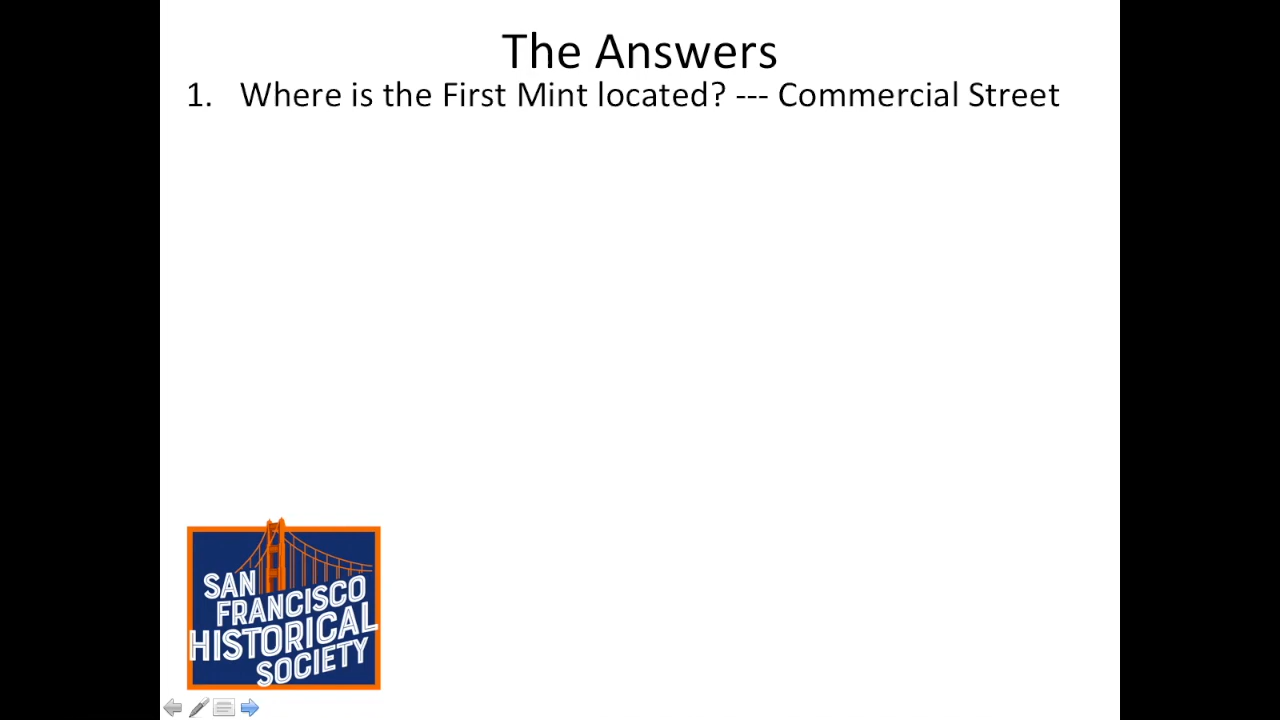 The Answers
1. Where is the First Mint located? --- Commercial Street
SAN
FRANCISCO
HISTORICAL
SOCIETY